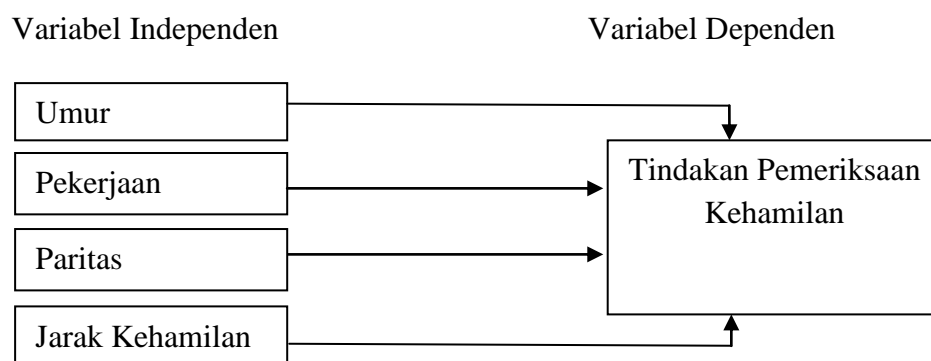 Variabel Independen
Variabel Dependen
Umur
Pekerjaan
Paritas
Jarak Kehamilan
Tindakan Pemeriksaan
Kehamilan